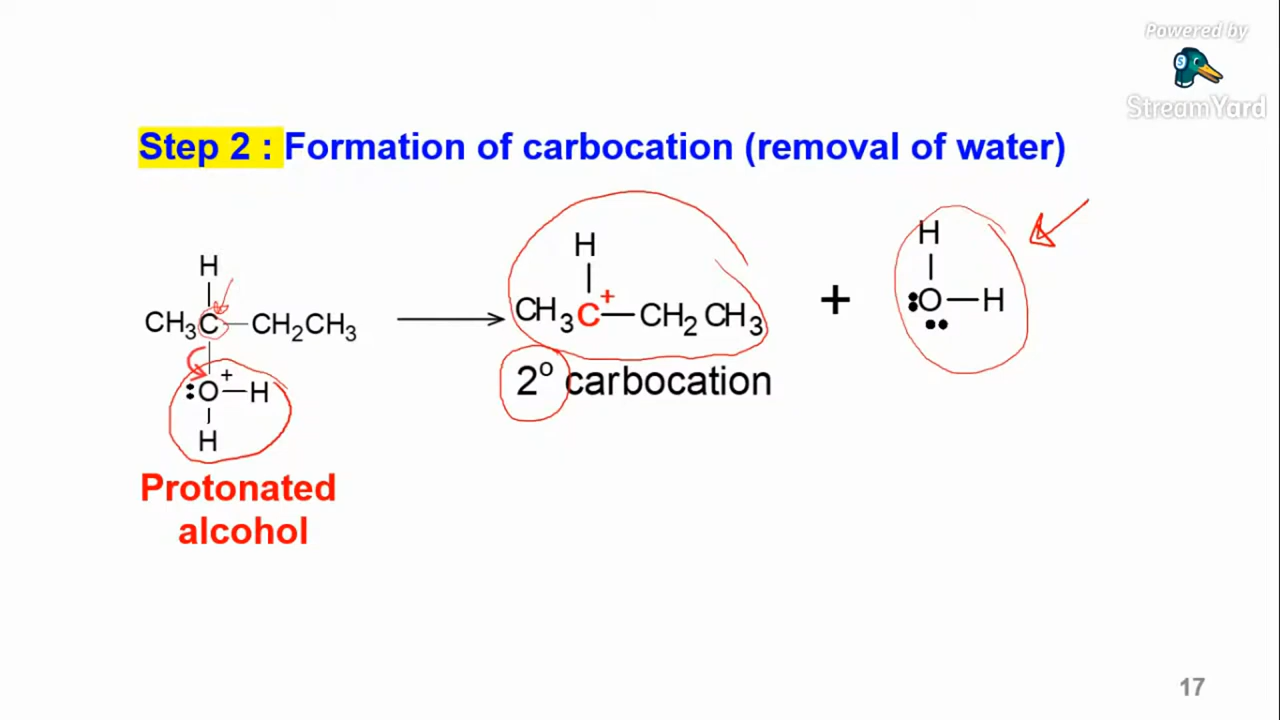 Powered by
StreamYard
Step 2 : Formation of carbocation (removal of water)
H
CH₃C—CH₂CH₃
:O⁺—H
H
Protonated
alcohol
H
CH₃C⁺—CH₂CH₃
2° carbocation
+
H
:O—H
17